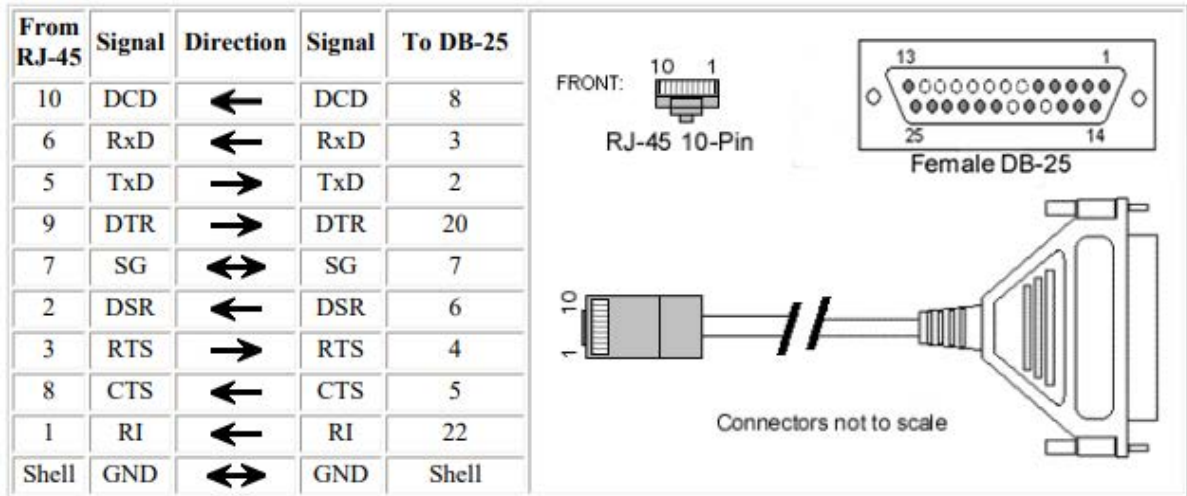 From RJ-45 Signal Direction Signal To DB-25
10 DCD ← DCD 8
6 RxD ← RxD 3
5 TxD → TxD 2
9 DTR → DTR 20
7 SG ↔ SG 7
2 DSR ← DSR 6
3 RTS → RTS 4
8 CTS ← CTS 5
1 RI ← RI 22
Shell GND ↔ GND Shell
FRONT:
10 1
RJ-45 10-Pin
13 1
25 14
Female DB-25
10
1
Connectors not to scale